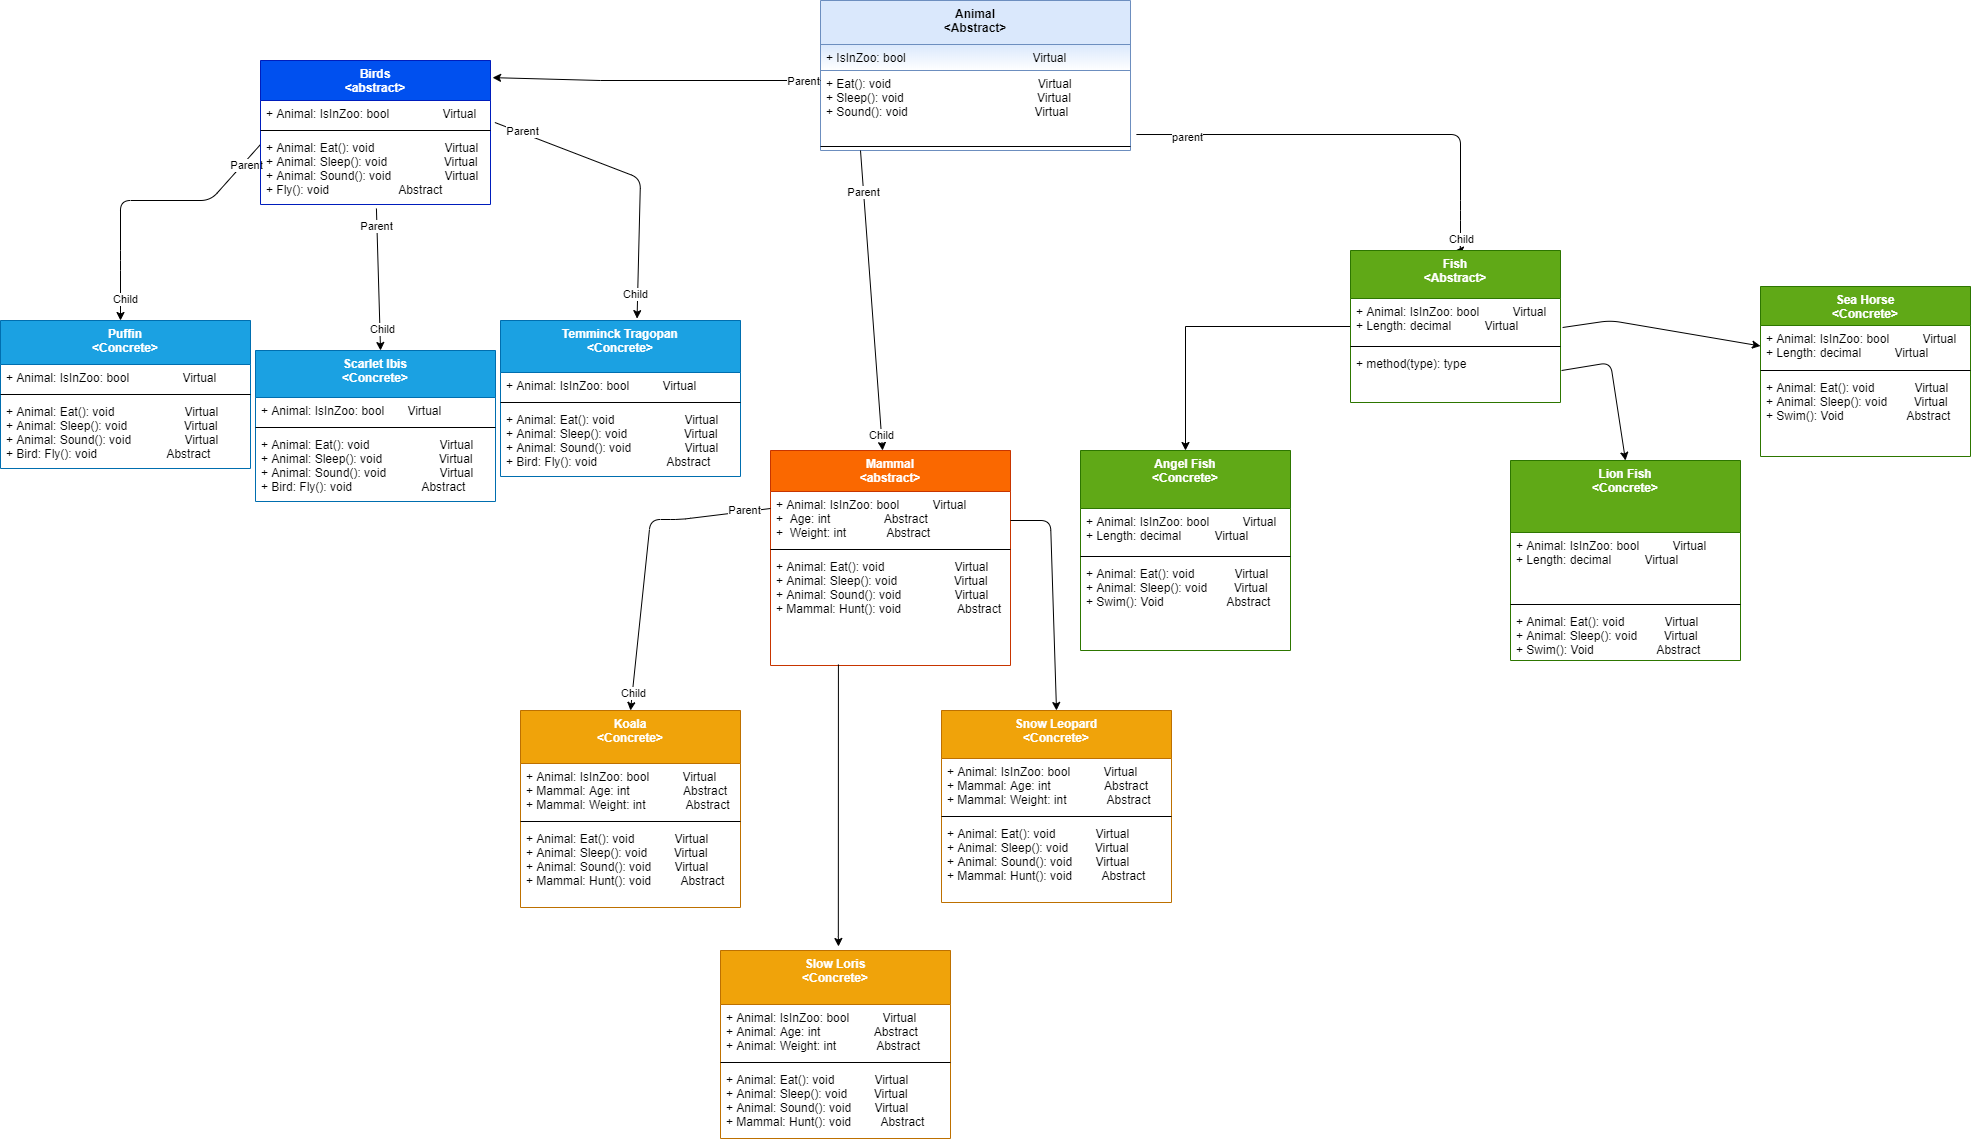 Animal
<Abstract>
+ IsInZoo: bool Virtual
+ Eat(): void Virtual
+ Sleep(): void Virtual
+ Sound(): void Virtual
Parent
Parent
parent
Child
Child
Birds
<abstract>
+ Animal: IsInZoo: bool Virtual
+ Animal: Eat(): void Virtual
+ Animal: Sleep(): void Virtual
+ Animal: Sound(): void Virtual
+ Fly(): void Abstract
Parent
Parent
Parent
Child
Child
Child
Puffin
<Concrete>
+ Animal: IsInZoo: bool Virtual
+ Animal: Eat(): void Virtual
+ Animal: Sleep(): void Virtual
+ Animal: Sound(): void Virtual
+ Bird: Fly(): void Abstract
Scarlet Ibis
<Concrete>
+ Animal: IsInZoo: bool Virtual
+ Animal: Eat(): void Virtual
+ Animal: Sleep(): void Virtual
+ Animal: Sound(): void Virtual
+ Bird: Fly(): void Abstract
Temminck Tragopan
<Concrete>
+ Animal: IsInZoo: bool Virtual
+ Animal: Eat(): void Virtual
+ Animal: Sleep(): void Virtual
+ Animal: Sound(): void Virtual
+ Bird: Fly(): void Abstract
Fish
<Abstract>
+ Animal: IsInZoo: bool Virtual
+ Length: decimal Virtual
+ method(type): type
Sea Horse
<Concrete>
+ Animal: IsInZoo: bool Virtual
+ Length: decimal Virtual
+ Animal: Eat(): void Virtual
+ Animal: Sleep(): void Virtual
+ Swim(): Void Abstract
Mammal
<abstract>
+ Animal: IsInZoo: bool Virtual
+ Age: int Abstract
+ Weight: int Abstract
+ Animal: Eat(): void Virtual
+ Animal: Sleep(): void Virtual
+ Animal: Sound(): void Virtual
+ Mammal: Hunt(): void Abstract
Parent
Child
Angel Fish
<Concrete>
+ Animal: IsInZoo: bool Virtual
+ Length: decimal Virtual
+ Animal: Eat(): void Virtual
+ Animal: Sleep(): void Virtual
+ Swim(): Void Abstract
Lion Fish
<Concrete>
+ Animal: IsInZoo: bool Virtual
+ Length: decimal Virtual
+ Animal: Eat(): void Virtual
+ Animal: Sleep(): void Virtual
+ Swim(): Void Abstract
Koala
<Concrete>
+ Animal: IsInZoo: bool Virtual
+ Mammal: Age: int Abstract
+ Mammal: Weight: int Abstract
+ Animal: Eat(): void Virtual
+ Animal: Sleep(): void Virtual
+ Animal: Sound(): void Virtual
+ Mammal: Hunt(): void Abstract
Snow Leopard
<Concrete>
+ Animal: IsInZoo: bool Virtual
+ Mammal: Age: int Abstract
+ Mammal: Weight: int Abstract
+ Animal: Eat(): void Virtual
+ Animal: Sleep(): void Virtual
+ Animal: Sound(): void Virtual
+ Mammal: Hunt(): void Abstract
Slow Loris
<Concrete>
+ Animal: IsInZoo: bool Virtual
+ Animal: Age: int Abstract
+ Animal: Weight: int Abstract
+ Animal: Eat(): void Virtual
+ Animal: Sleep(): void Virtual
+ Animal: Sound(): void Virtual
+ Mammal: Hunt(): void Abstract